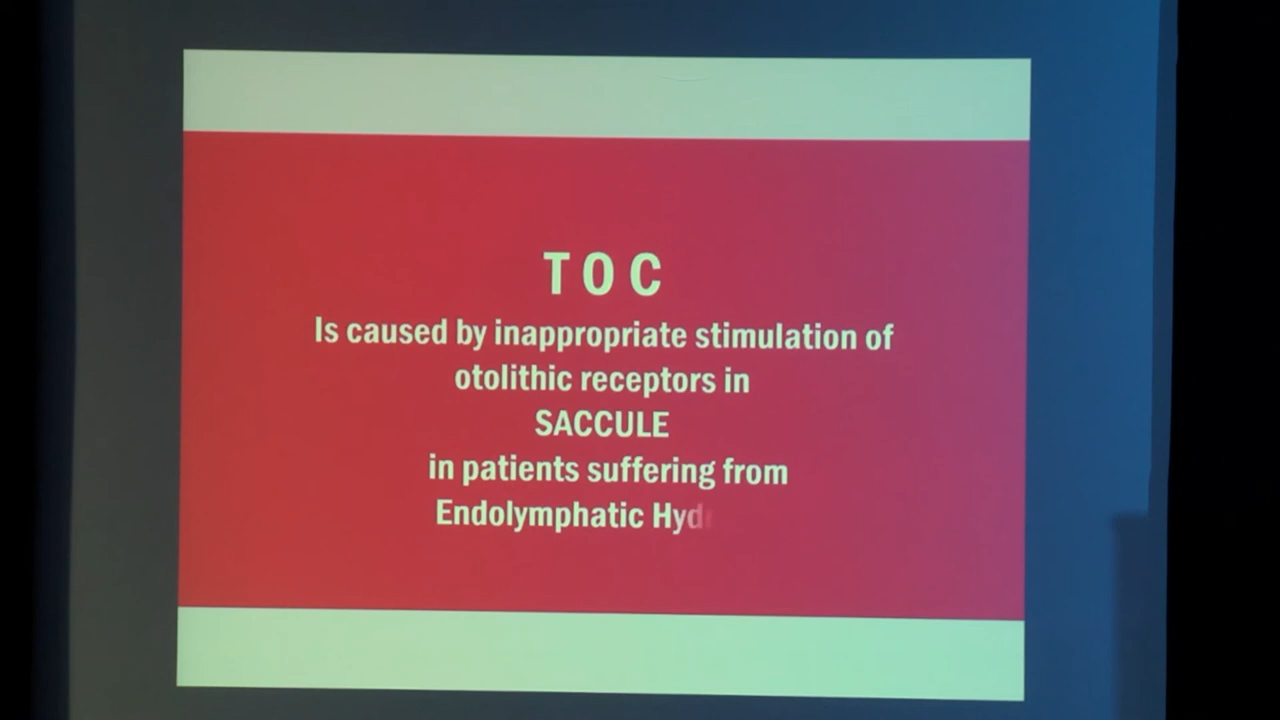 T O C
Is caused by inappropriate stimulation of
otolithic receptors in
SACCULE
in patients suffering from
Endolymphatic Hyd